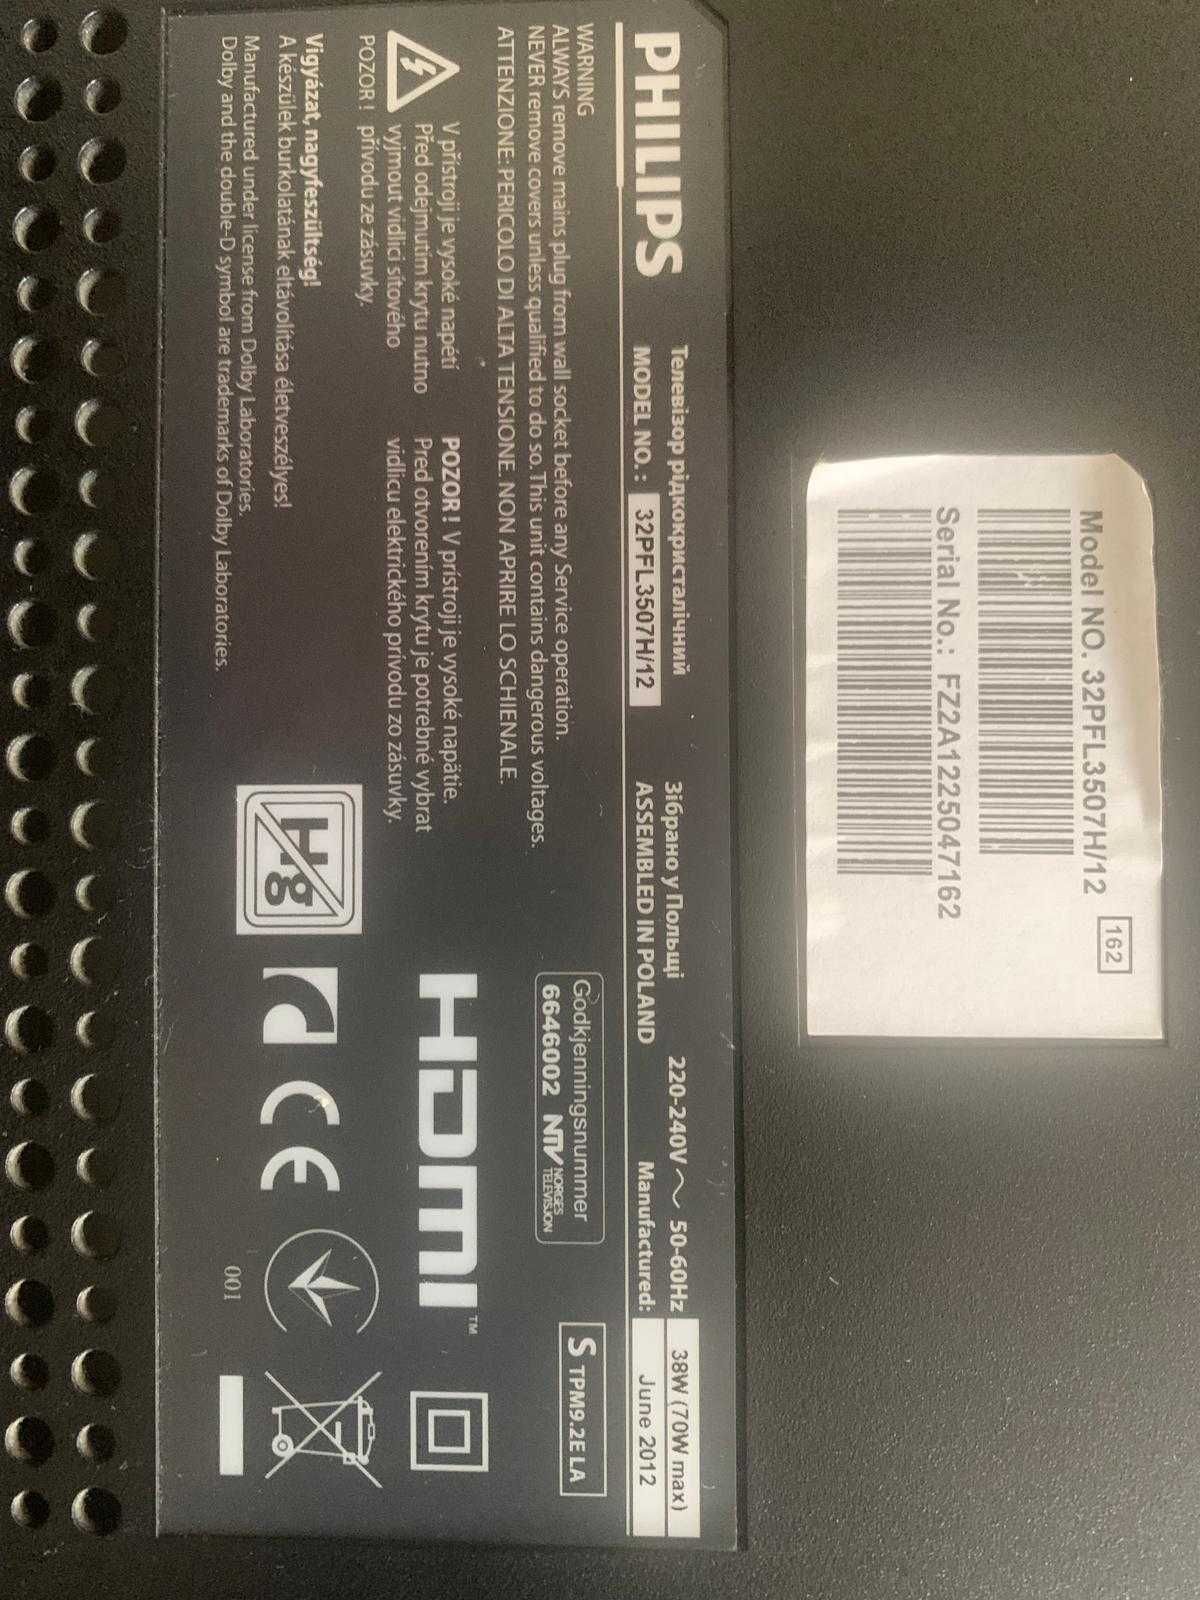 Model NO. 32PFL3507H/12
162
Serial No.: FZ2A1225047162
PHILIPS
Телевізор рідкокристалічний
MODEL NO.: 32PFL3507H/12
Зібрано у Польщі
ASSEMBLED IN POLAND
220-240V ~ 50-60Hz
38W (70W max)
Manufactured: June 2012
WARNING
ALWAYS remove mains plug from wall socket before any Service operation.
NEVER remove covers unless qualified to do so. This unit contains dangerous voltages.
ATTENZIONE: PERICOLO DI ALTA TENSIONE. NON APRIRE LO SCHIENALE.
Godkjenningsnummer
6646002 NTV NORGES TELEVISJON
S TPM9.2E LA
V přístroji je vysoké napětí
Před odejmutím krytu nutno
vyjmout vidlici síťového
POZOR! přívodu ze zásuvky.
POZOR! V prístroji je vysoké napätie.
Pred otvorením krytu je potrebné vybrat
vidlicu elektrického prívodu zo zásuvky.
HDMI™
Vigyázat, nagyfeszültség!
A készülék burkolatának eltávolítása életveszélyes!
Manufactured under license from Dolby Laboratories.
Dolby and the double-D symbol are trademarks of Dolby Laboratories.
Hg
CE
001